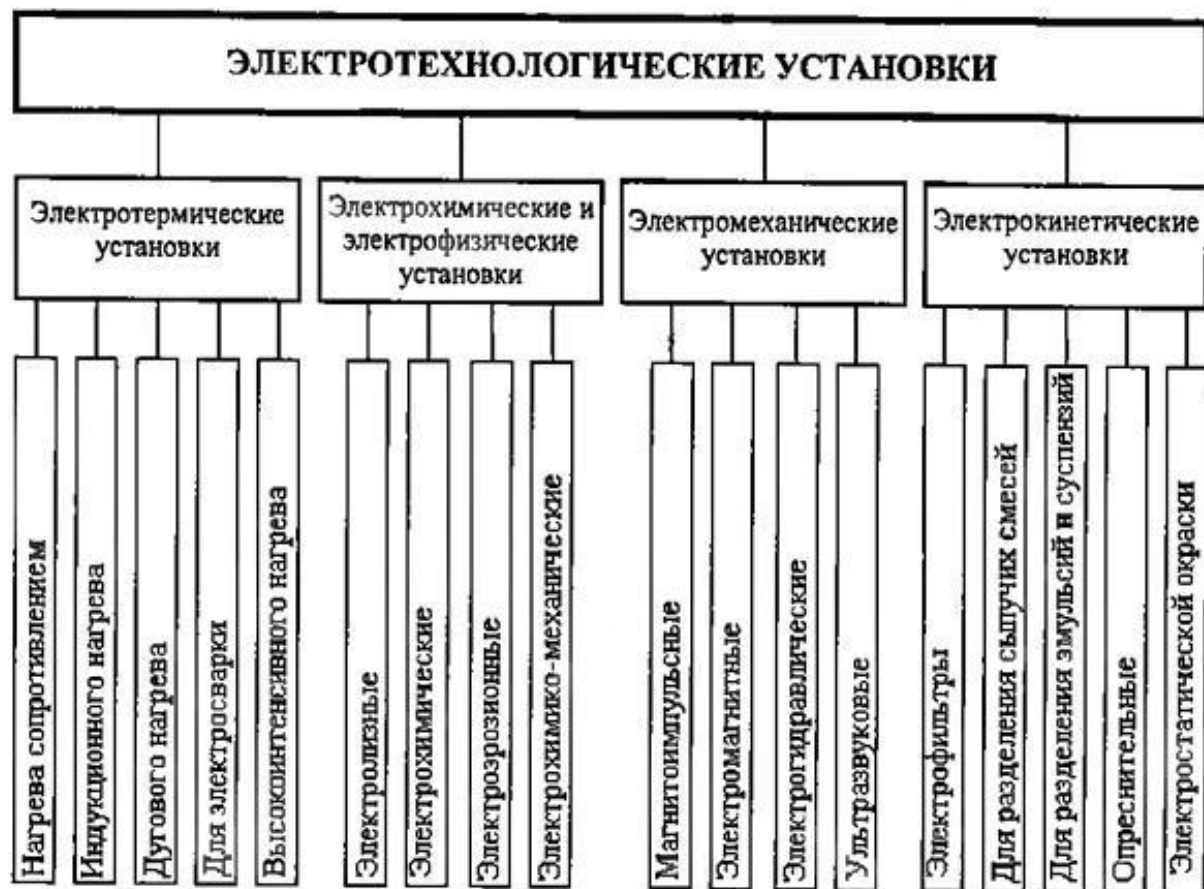 ЭЛЕКТРОТЕХНОЛОГИЧЕСКИЕ УСТАНОВКИ
Электротермические
установки
Электрохимические и
электрофизические
установки
Электромеханические
установки
Электрокинетические
установки
Нагрева сопротивлением
Индукционного нагрева
Дугового нагрева
Для электросварки
Высокоинтенсивного нагрева
Электролизные
Электрохимические
Электроэрозионные
Электрохимико-механические
Магнитоимпульсные
Электромагнитные
Электрогидравлические
Ультразвуковые
Электрофильтры
Для разделения сыпучих смесей
Для разделения эмульсий и суспензий
Опреснительные
Электростатической окраски